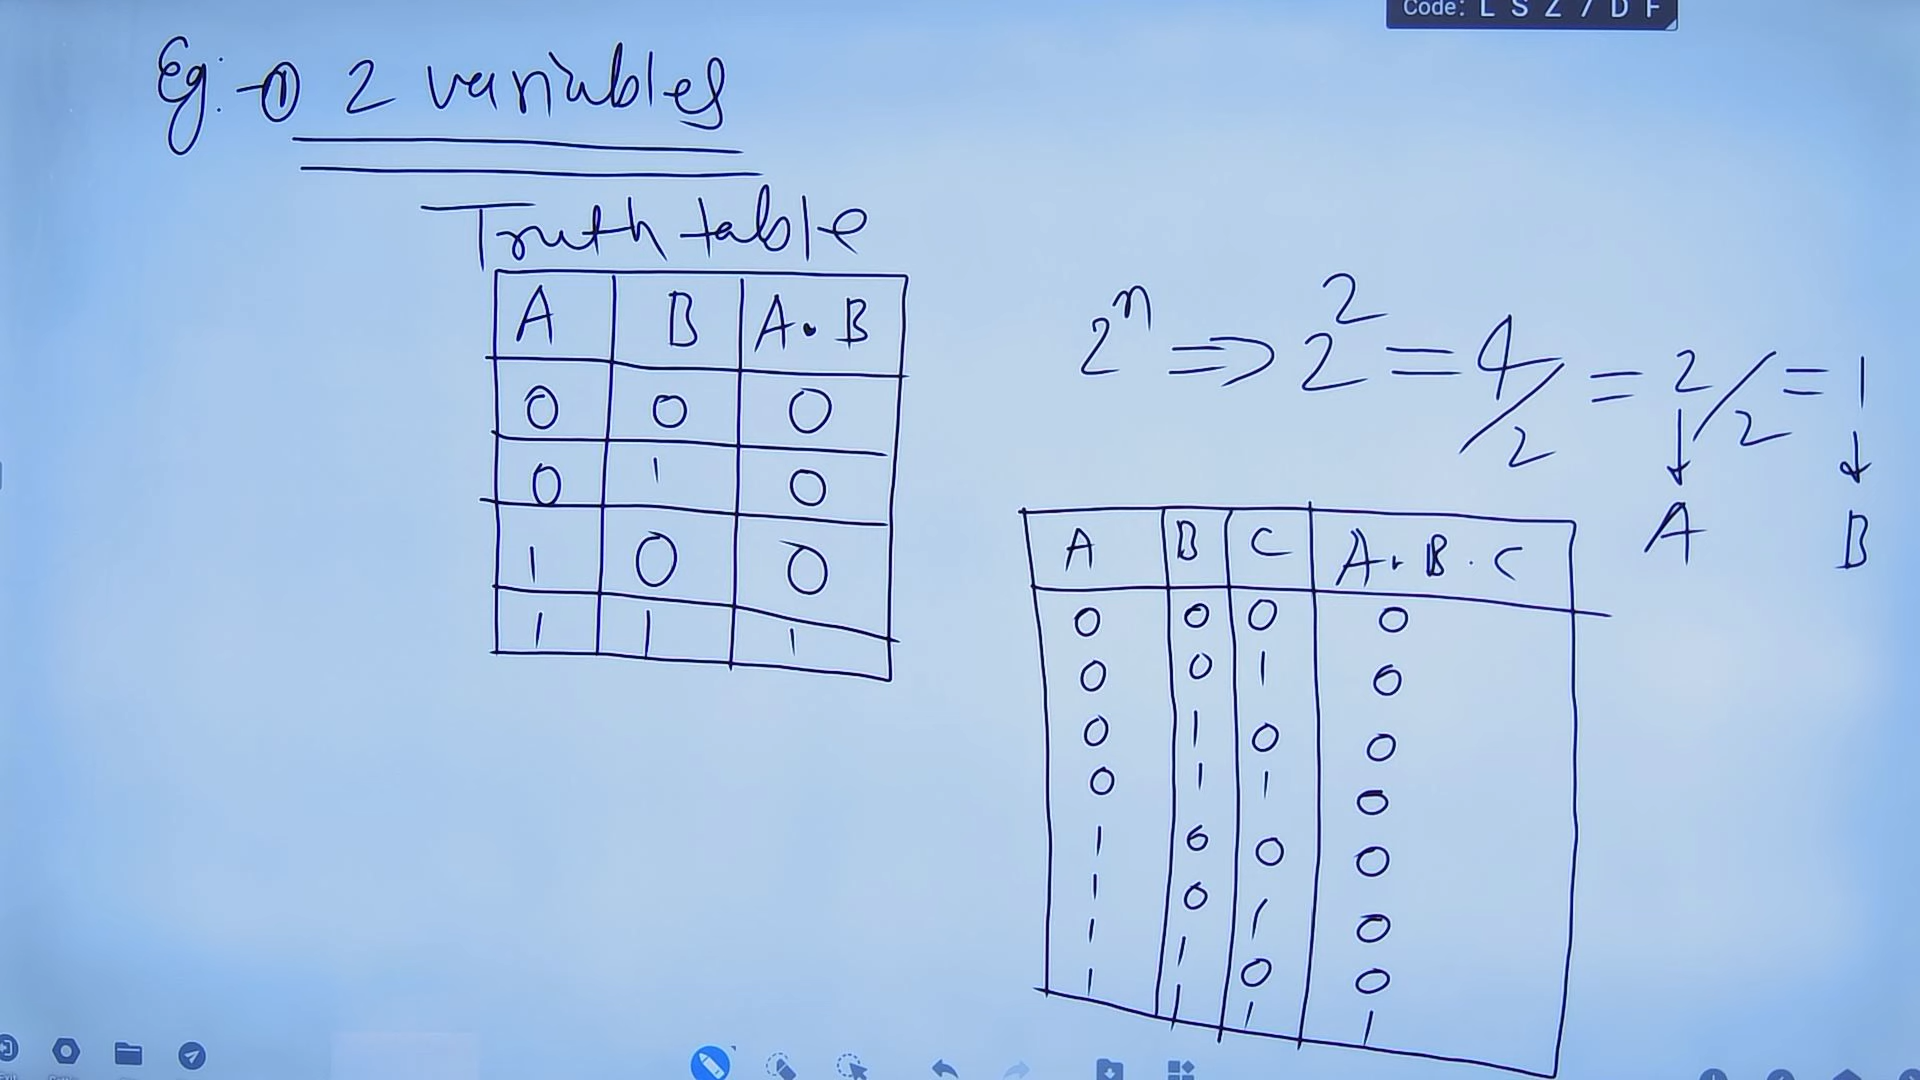 Code: L S Z 7 D F
Eg:- ① 2 variables
Truth table
A B A•B
0 0 0
0 1 0
1 0 0
1 1 1
2ⁿ => 2² = 4/2 = 2/2 = 1
A B
A B C A.B.C
0 0 0 0
0 0 1 0
0 1 0 0
0 1 1 0
1 0 0 0
1 0 1 0
1 1 0 0
1 1 1 1